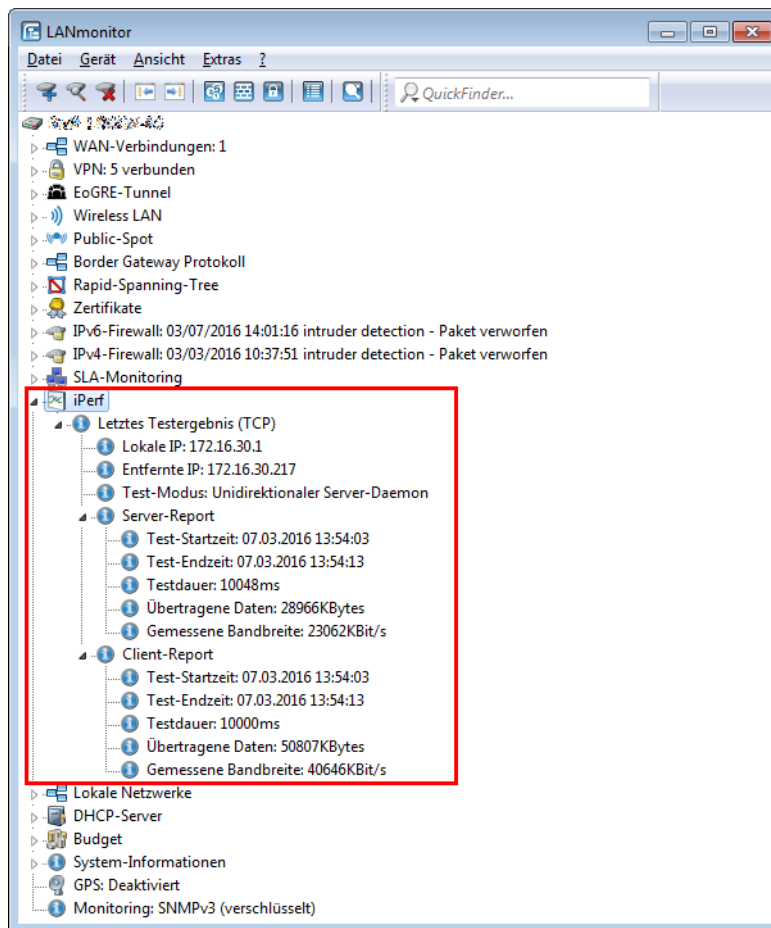 LANmonitor
Datei Gerät Ansicht Extras ?
QuickFinder...
WAN-Verbindungen: 1
VPN: 5 verbunden
EoGRE-Tunnel
Wireless LAN
Public-Spot
Border Gateway Protokoll
Rapid-Spanning-Tree
Zertifikate
IPv6-Firewall: 03/07/2016 14:01:16 intruder detection - Paket verworfen
IPv4-Firewall: 03/03/2016 10:37:51 intruder detection - Paket verworfen
SLA-Monitoring
iPerf
Letztes Testergebnis (TCP)
Lokale IP: 172.16.30.1
Entfernte IP: 172.16.30.217
Test-Modus: Unidirektionaler Server-Daemon
Server-Report
Test-Startzeit: 07.03.2016 13:54:03
Test-Endzeit: 07.03.2016 13:54:13
Testdauer: 10048ms
Übertragene Daten: 28966KBytes
Gemessene Bandbreite: 23062KBit/s
Client-Report
Test-Startzeit: 07.03.2016 13:54:03
Test-Endzeit: 07.03.2016 13:54:13
Testdauer: 10000ms
Übertragene Daten: 50807KBytes
Gemessene Bandbreite: 40646KBit/s
Lokale Netzwerke
DHCP-Server
Budget
System-Informationen
GPS: Deaktiviert
Monitoring: SNMPv3 (verschlüsselt)